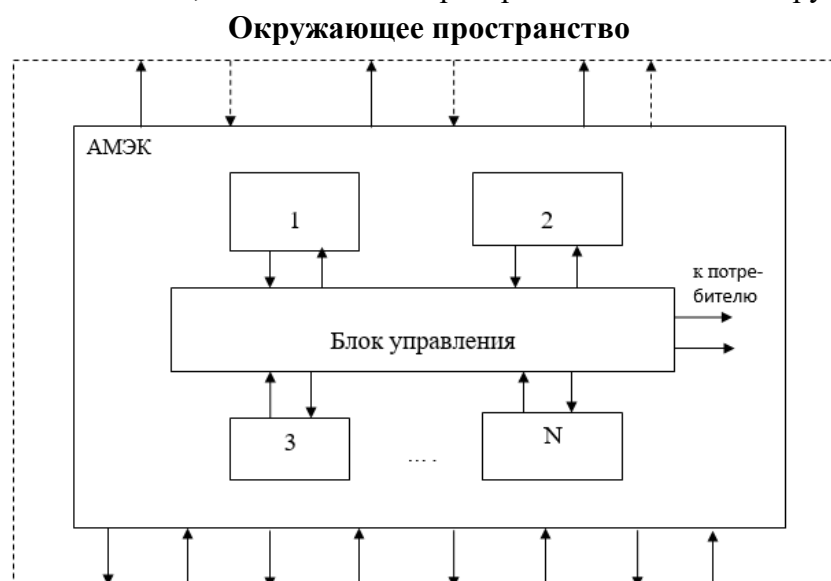 Окружающее пространство
АМЭК
1
2
к потре-
бителю
Блок управления
3
... .
N